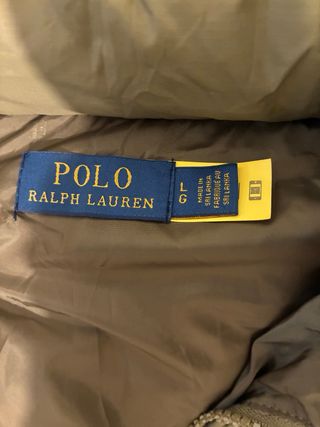 POLO
RALPH LAUREN
L
G
MADE IN
SRI LANKA
FABRIQUÉ AU
SRI LANKA